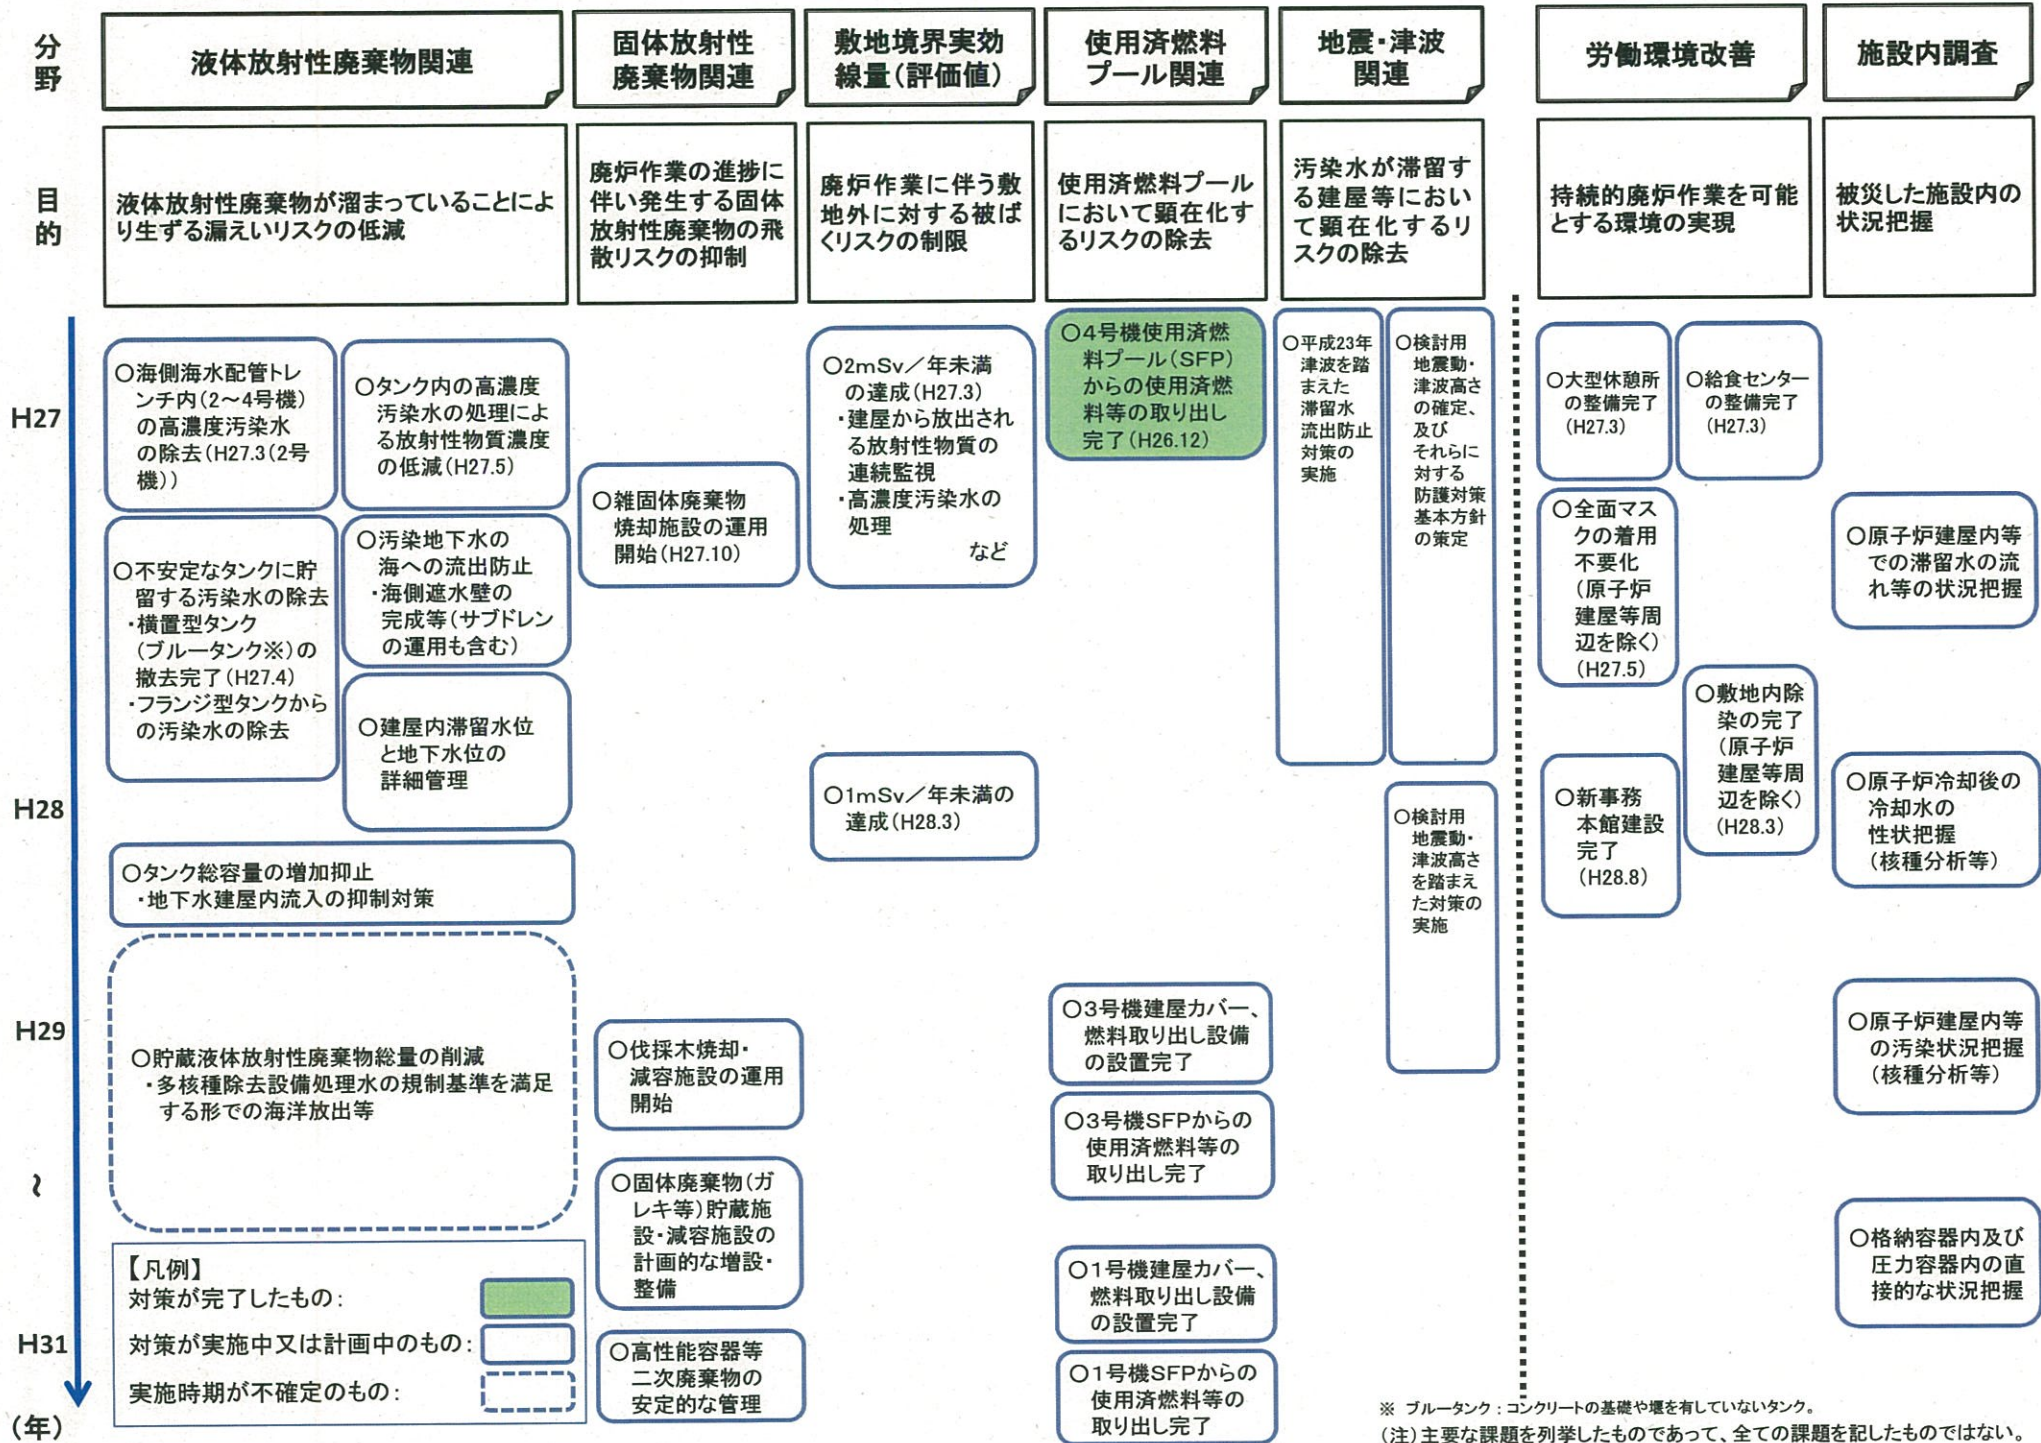 分
野
液体放射性廃棄物関連
固体放射性
廃棄物関連
敷地境界実効
線量(評価値)
使用済燃料
プール関連
地震・津波
関連
労働環境改善
施設内調査
目
的
液体放射性廃棄物が溜まっていることによ
り生ずる漏えいリスクの低減
廃炉作業の進捗に
伴い発生する固体
放射性廃棄物の飛
散リスクの抑制
廃炉作業に伴う敷
地外に対する被ば
くリスクの制限
使用済燃料プール
において顕在化す
るリスクの除去
汚染水が滞留す
る建屋等におい
て顕在化するリ
スクの除去
持続的廃炉作業を可能
とする環境の実現
被災した施設内の
状況把握
H27
H28
H29
~
H31
(年)
○海側海水配管トレ
ンチ内(2~4号機)
の高濃度汚染水
の除去(H27.3(2号
機))
○タンク内の高濃度
汚染水の処理によ
る放射性物質濃度
の低減(H27.5)
○不安定なタンクに貯
留する汚染水の除去
・横置型タンク
(ブルータンク※)の
撤去完了(H27.4)
・フランジ型タンクから
の汚染水の除去
○汚染地下水の
海への流出防止
・海側遮水壁の
完成等(サブドレン
の運用も含む)
○建屋内滞留水位
と地下水位の
詳細管理
○タンク総容量の増加抑止
・地下水建屋内流入の抑制対策
○貯蔵液体放射性廃棄物総量の削減
・多核種除去設備処理水の規制基準を満足
する形での海洋放出等
【凡例】
対策が完了したもの:
対策が実施中又は計画中のもの:
実施時期が不確定のもの:
○雑固体廃棄物
焼却施設の運用
開始(H27.10)
○伐採木焼却・
減容施設の運用
開始
○固体廃棄物(ガ
レキ等)貯蔵施
設・減容施設の
計画的な増設・
整備
○高性能容器等
二次廃棄物の
安定的な管理
○2mSv/年未満
の達成(H27.3)
・建屋から放出され
る放射性物質の
連続監視
・高濃度汚染水の
処理
など
○1mSv/年未満の
達成(H28.3)
○4号機使用済燃
料プール(SFP)
からの使用済燃
料等の取り出し
完了(H26.12)
○3号機建屋カバー、
燃料取り出し設備
の設置完了
○3号機SFPからの
使用済燃料等の
取り出し完了
○1号機建屋カバー、
燃料取り出し設備
の設置完了
○1号機SFPからの
使用済燃料等の
取り出し完了
○平成23年
津波を踏
まえた
滞留水
流出防止
対策の
実施
○検討用
地震動・
津波高さ
の確定、
及び
それらに
対する
防護対策
基本方針
の策定
○検討用
地震動・
津波高さ
を踏まえ
た対策の
実施
○大型休憩所
の整備完了
(H27.3)
○給食センター
の整備完了
(H27.3)
○全面マス
クの着用
不要化
(原子炉
建屋等周
辺を除く)
(H27.5)
○敷地内除
染の完了
(原子炉
建屋等周
辺を除く)
(H28.3)
○新事務
本館建設
完了
(H28.8)
○原子炉建屋内等
での滞留水の流
れ等の状況把握
○原子炉冷却後の
冷却水の
性状把握
(核種分析等)
○原子炉建屋内等
の汚染状況把握
(核種分析等)
○格納容器内及び
圧力容器内の直
接的な状況把握
※ ブルータンク:コンクリートの基礎や堰を有していないタンク。
(注)主要な課題を列挙したものであって、全ての課題を記したものではない。